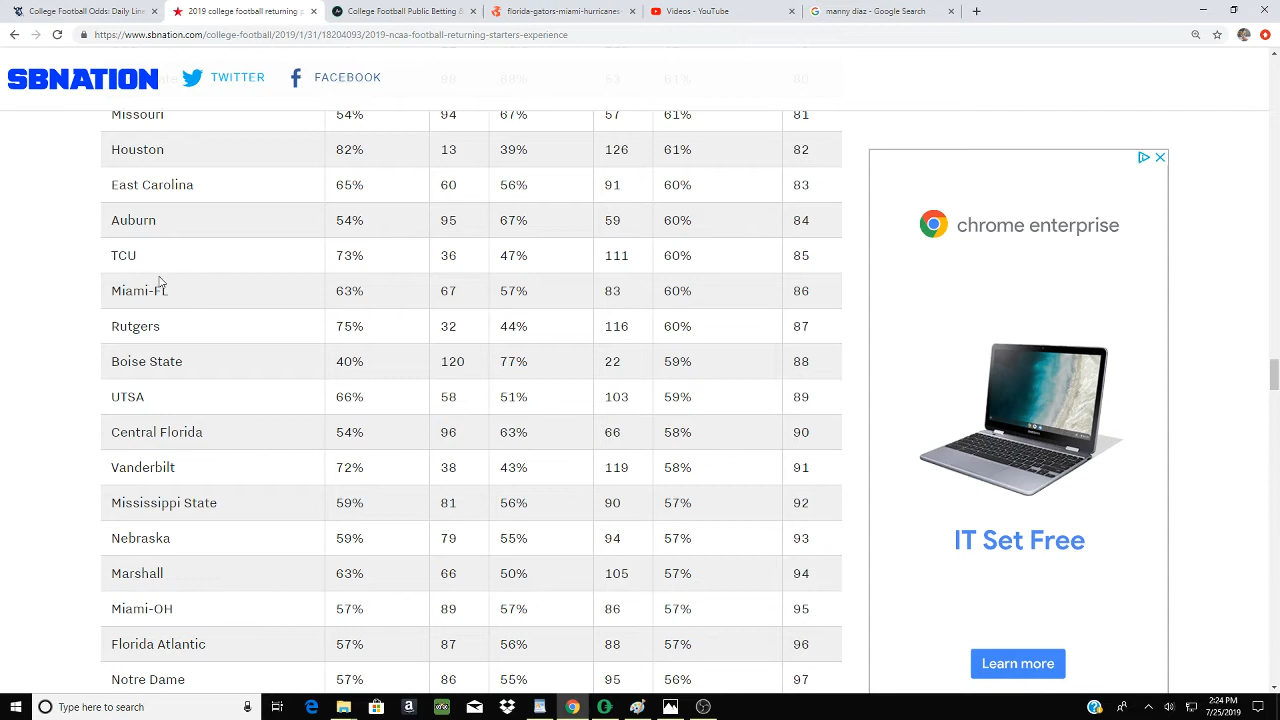 College Football Odds: Daily Line
2019 college football returning p
College Football Public Betting &
florida-gators-miami-hurricanes-
Videos - YouTube
manny diaz - Google Search
https://www.sbnation.com/college-football/2019/1/31/18204093/2019-ncaa-football-returning-starters-experience
SBNATION TWITTER FACEBOOK
88 68% 53 61% 80
Missouri 54% 94 67% 57 61% 81
Houston 82% 13 39% 126 61% 82
East Carolina 65% 60 56% 91 60% 83
Auburn 54% 95 67% 59 60% 84
TCU 73% 36 47% 111 60% 85
Miami-FL 63% 67 57% 83 60% 86
Rutgers 75% 32 44% 116 60% 87
Boise State 40% 120 77% 22 59% 88
UTSA 66% 58 51% 103 59% 89
Central Florida 54% 96 63% 66 58% 90
Vanderbilt 72% 38 43% 119 58% 91
Mississippi State 59% 81 56% 90 57% 92
Nebraska 59% 79 55% 94 57% 93
Marshall 63% 66 50% 105 57% 94
Miami-OH 57% 89 57% 86 57% 95
Florida Atlantic 57% 87 56% 88 57% 96
Notre Dame 57% 86 55% 95 56% 97
chrome enterprise
IT Set Free
Learn more
Type here to search
2:24 PM
7/25/2019